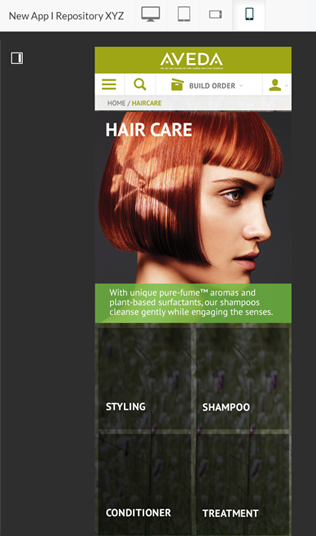 New App | Repository XYZ
AVEDA
BUILD ORDER
HOME / HAIRCARE
HAIR CARE
With unique pure-fume™ aromas and
plant-based surfactants, our shampoos
cleanse gently while engaging the senses.
STYLING
SHAMPOO
CONDITIONER
TREATMENT